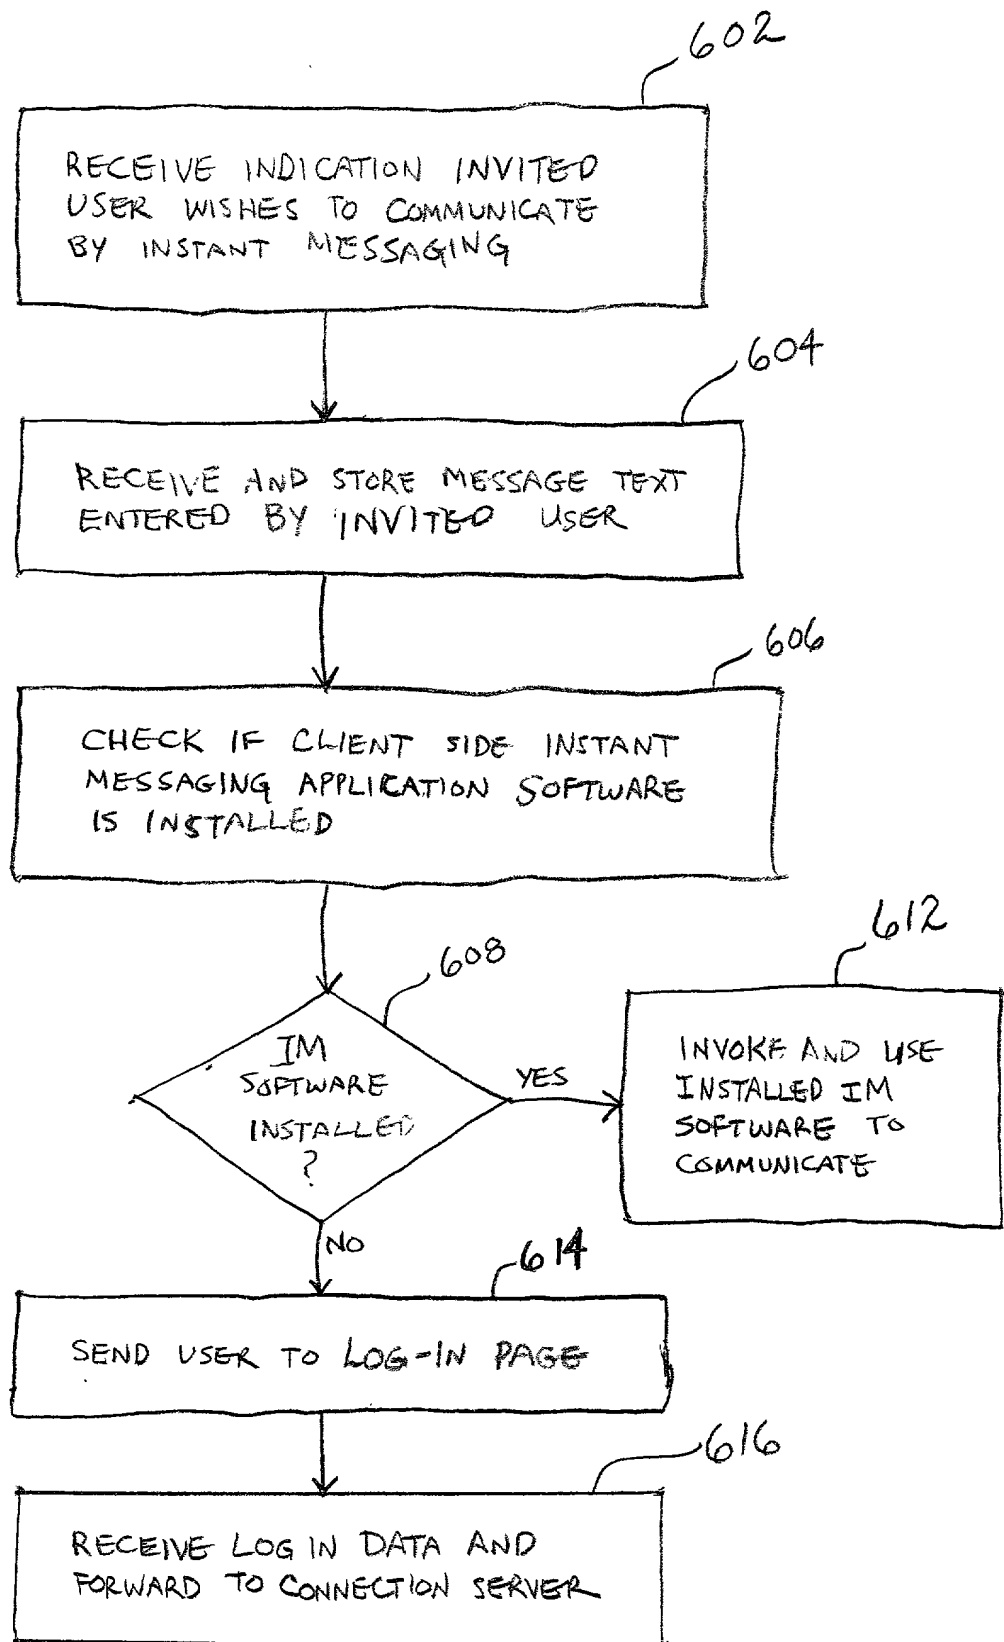 602
RECEIVE INDICATION INVITED
USER WISHES TO COMMUNICATE
BY INSTANT MESSAGING
604
RECEIVE AND STORE MESSAGE TEXT
ENTERED BY INVITED USER
606
CHECK IF CLIENT SIDE INSTANT
MESSAGING APPLICATION SOFTWARE
IS INSTALLED
608
IM
SOFTWARE
INSTALLED
?
YES
612
INVOKE AND USE
INSTALLED IM
SOFTWARE TO
COMMUNICATE
NO
614
SEND USER TO LOG-IN PAGE
616
RECEIVE LOG IN DATA AND
FORWARD TO CONNECTION SERVER